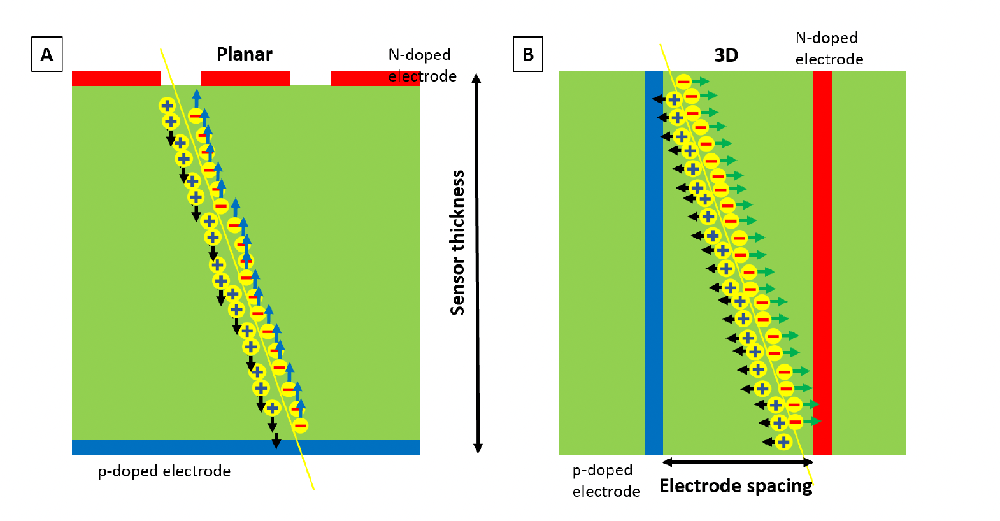 A
Planar
N-doped
electrode
p-doped electrode
Sensor thickness
B
3D
N-doped
electrode
p-doped
electrode
Electrode spacing